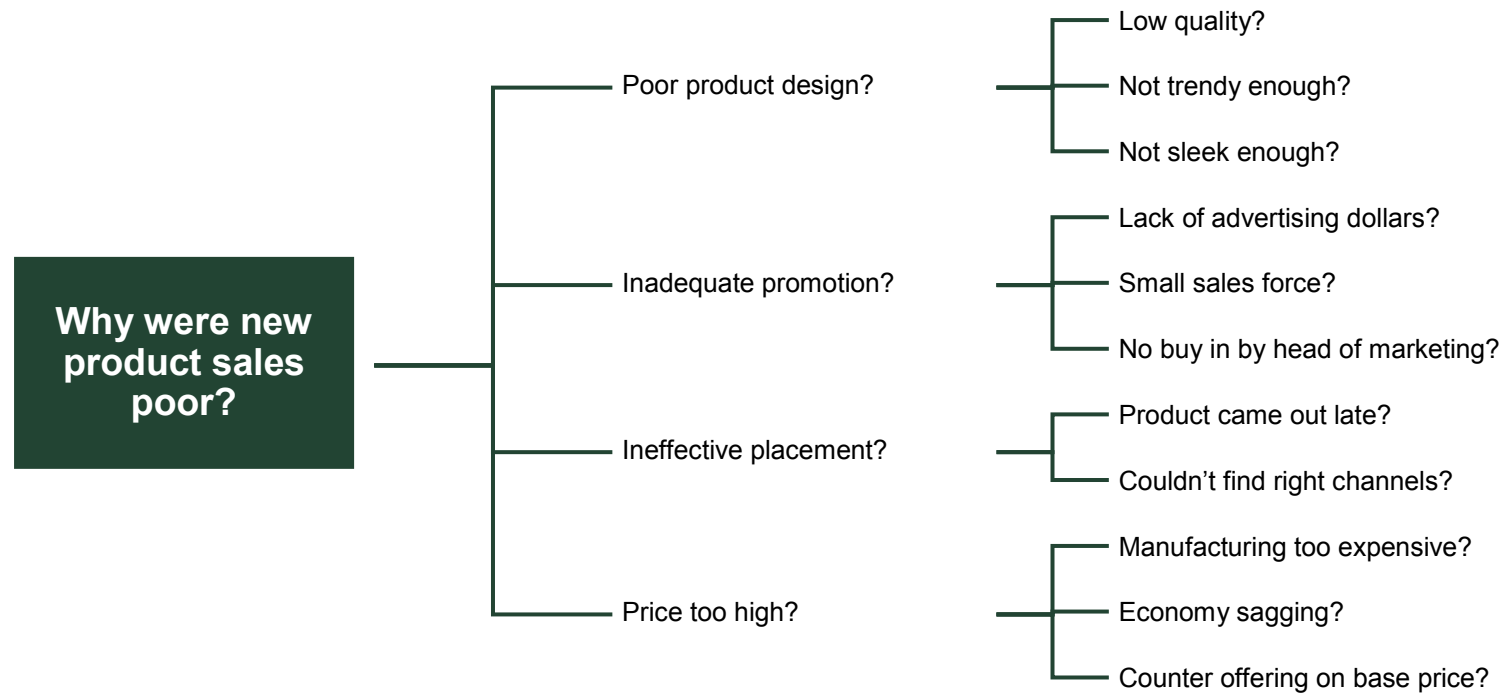 Why were new
product sales
poor?
Poor product design?
Low quality?
Not trendy enough?
Not sleek enough?
Inadequate promotion?
Lack of advertising dollars?
Small sales force?
No buy in by head of marketing?
Ineffective placement?
Product came out late?
Couldn’t find right channels?
Price too high?
Manufacturing too expensive?
Economy sagging?
Counter offering on base price?